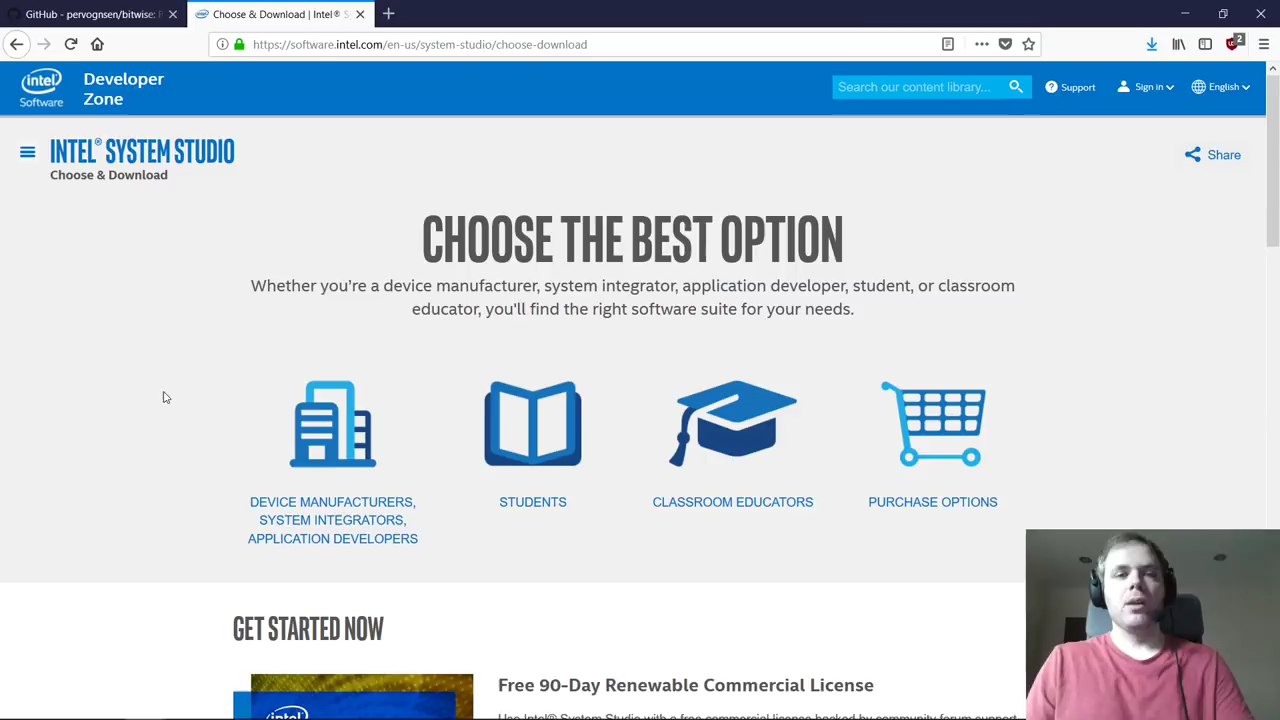 GitHub - pervognsen/bitwise:
Choose & Download | Intel®
https://software.intel.com/en-us/system-studio/choose-download
2
intel
Software
Developer
Zone
Search our content library...
Support
Sign in
English
INTEL® SYSTEM STUDIO
Choose & Download
Share
CHOOSE THE BEST OPTION
Whether you're a device manufacturer, system integrator, application developer, student, or classroom
educator, you'll find the right software suite for your needs.
DEVICE MANUFACTURERS,
SYSTEM INTEGRATORS,
APPLICATION DEVELOPERS
STUDENTS
CLASSROOM EDUCATORS
PURCHASE OPTIONS
GET STARTED NOW
Free 90-Day Renewable Commercial License
Use Intel® System Studio with a free commercial license backed by community forum support
intel